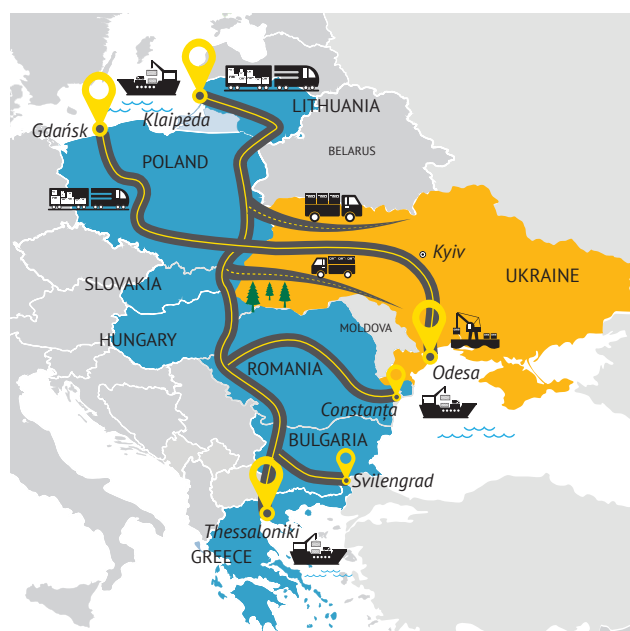 LITHUANIA
Klaipėda
Gdańsk
BELARUS
POLAND
Kyiv
UKRAINE
SLOVAKIA
MOLDOVA
HUNGARY
ROMANIA
Odesa
Constanța
BULGARIA
Svilengrad
Thessaloniki
GREECE